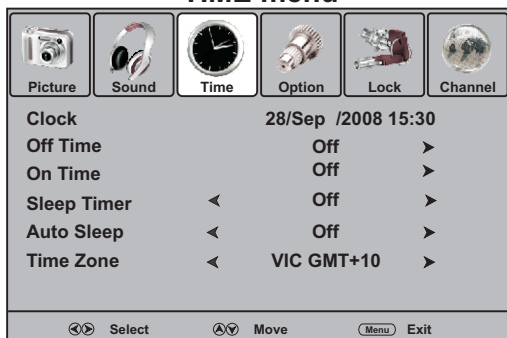 Picture Sound Time Option Lock Channel
Clock 28/Sep /2008 15:30
Off Time Off
On Time Off
Sleep Timer Off
Auto Sleep Off
Time Zone VIC GMT+10
Select Move Menu Exit